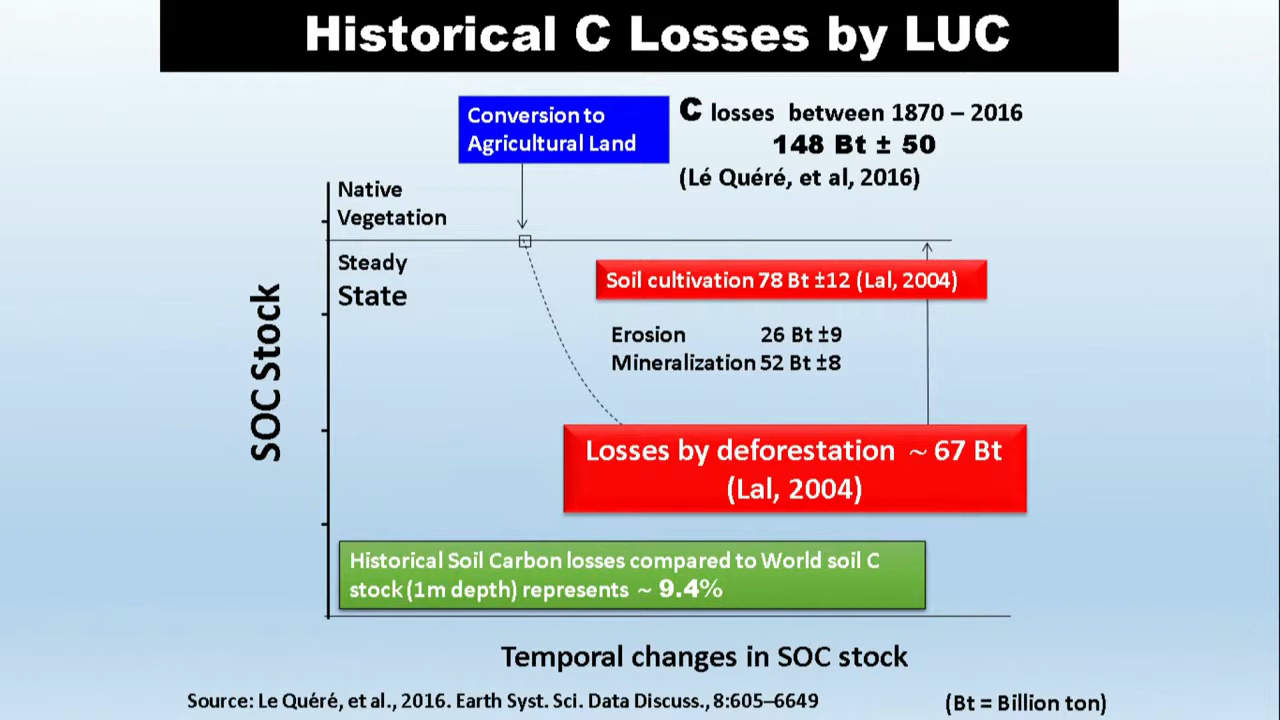 Historical C Losses by LUC
Conversion to
Agricultural Land
C losses between 1870 – 2016
148 Bt ± 50
(Lé Quéré, et al, 2016)
Native
Vegetation
Steady
State
SOC Stock
Soil cultivation 78 Bt ±12 (Lal, 2004)
Erosion 26 Bt ±9
Mineralization 52 Bt ±8
Losses by deforestation ~ 67 Bt
(Lal, 2004)
Historical Soil Carbon losses compared to World soil C
stock (1m depth) represents ~ 9.4%
Temporal changes in SOC stock
Source: Le Quéré, et al., 2016. Earth Syst. Sci. Data Discuss., 8:605–6649
(Bt = Billion ton)